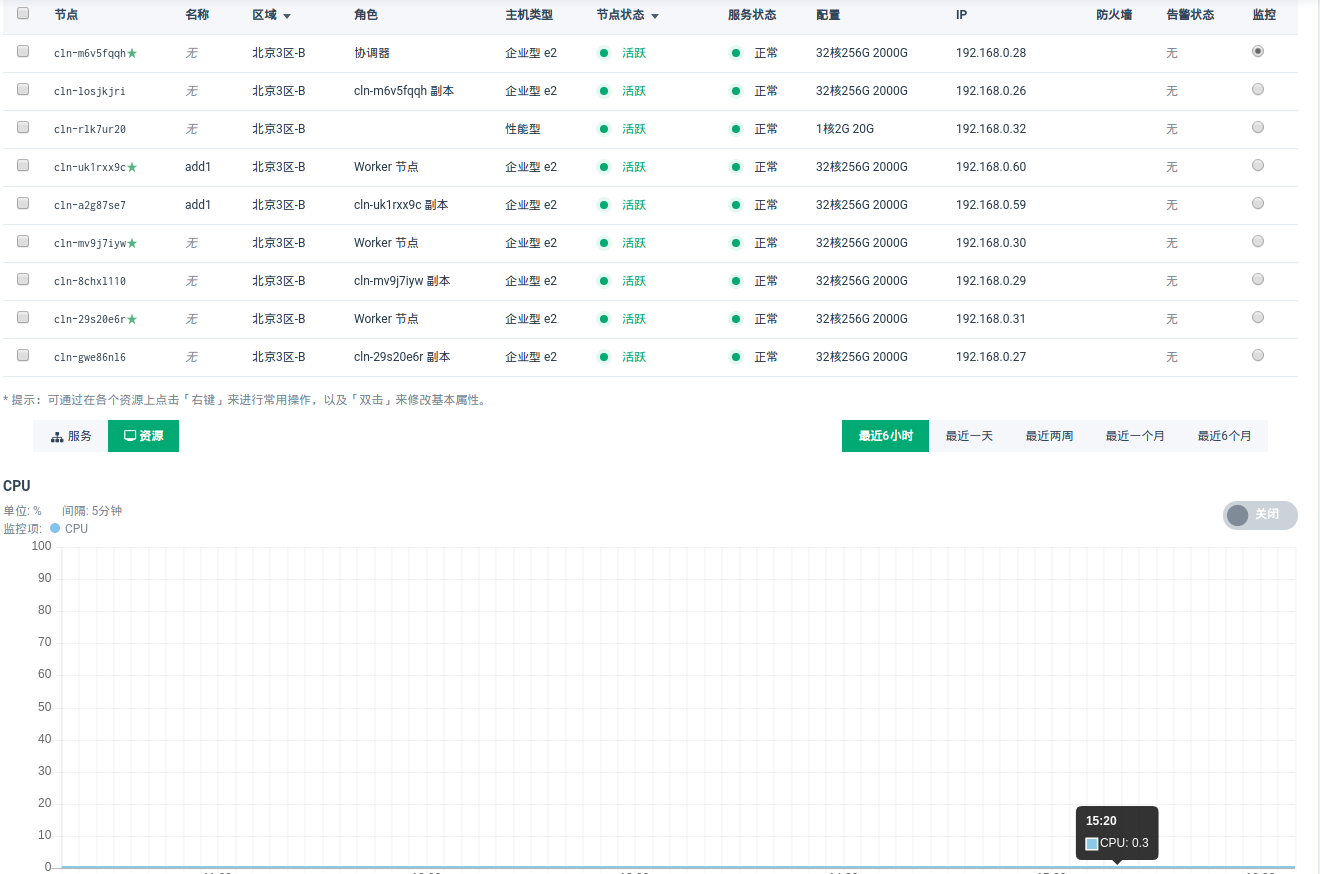 节点 名称 区域 角色 主机类型 节点状态 服务状态 配置 IP 防火墙 告警状态 监控
cln-m6v5fqqh★ 无 北京3区-B 协调器 企业型 e2 活跃 正常 32核256G 2000G 192.168.0.28 无
cln-losjkjri 无 北京3区-B cln-m6v5fqqh 副本 企业型 e2 活跃 正常 32核256G 2000G 192.168.0.26 无
cln-rlk7ur20 无 北京3区-B 性能型 活跃 正常 1核2G 20G 192.168.0.32 无
cln-uk1rxx9c★ add1 北京3区-B Worker 节点 企业型 e2 活跃 正常 32核256G 2000G 192.168.0.60 无
cln-a2g87se7 add1 北京3区-B cln-uk1rxx9c 副本 企业型 e2 活跃 正常 32核256G 2000G 192.168.0.59 无
cln-mv9j7iyw★ 无 北京3区-B Worker 节点 企业型 e2 活跃 正常 32核256G 2000G 192.168.0.30 无
cln-8chxl110 无 北京3区-B cln-mv9j7iyw 副本 企业型 e2 活跃 正常 32核256G 2000G 192.168.0.29 无
cln-29s20e6r★ 无 北京3区-B Worker 节点 企业型 e2 活跃 正常 32核256G 2000G 192.168.0.31 无
cln-gwe86nl6 无 北京3区-B cln-29s20e6r 副本 企业型 e2 活跃 正常 32核256G 2000G 192.168.0.27 无
* 提示：可通过在各个资源上点击「右键」来进行常用操作，以及「双击」来修改基本属性。
服务 资源 最近6小时 最近一天 最近两周 最近一个月 最近6个月
CPU
单位: % 间隔: 5分钟
监控项: CPU
关闭
100
90
80
70
60
50
40
30
20
10
0
15:20
CPU: 0.3